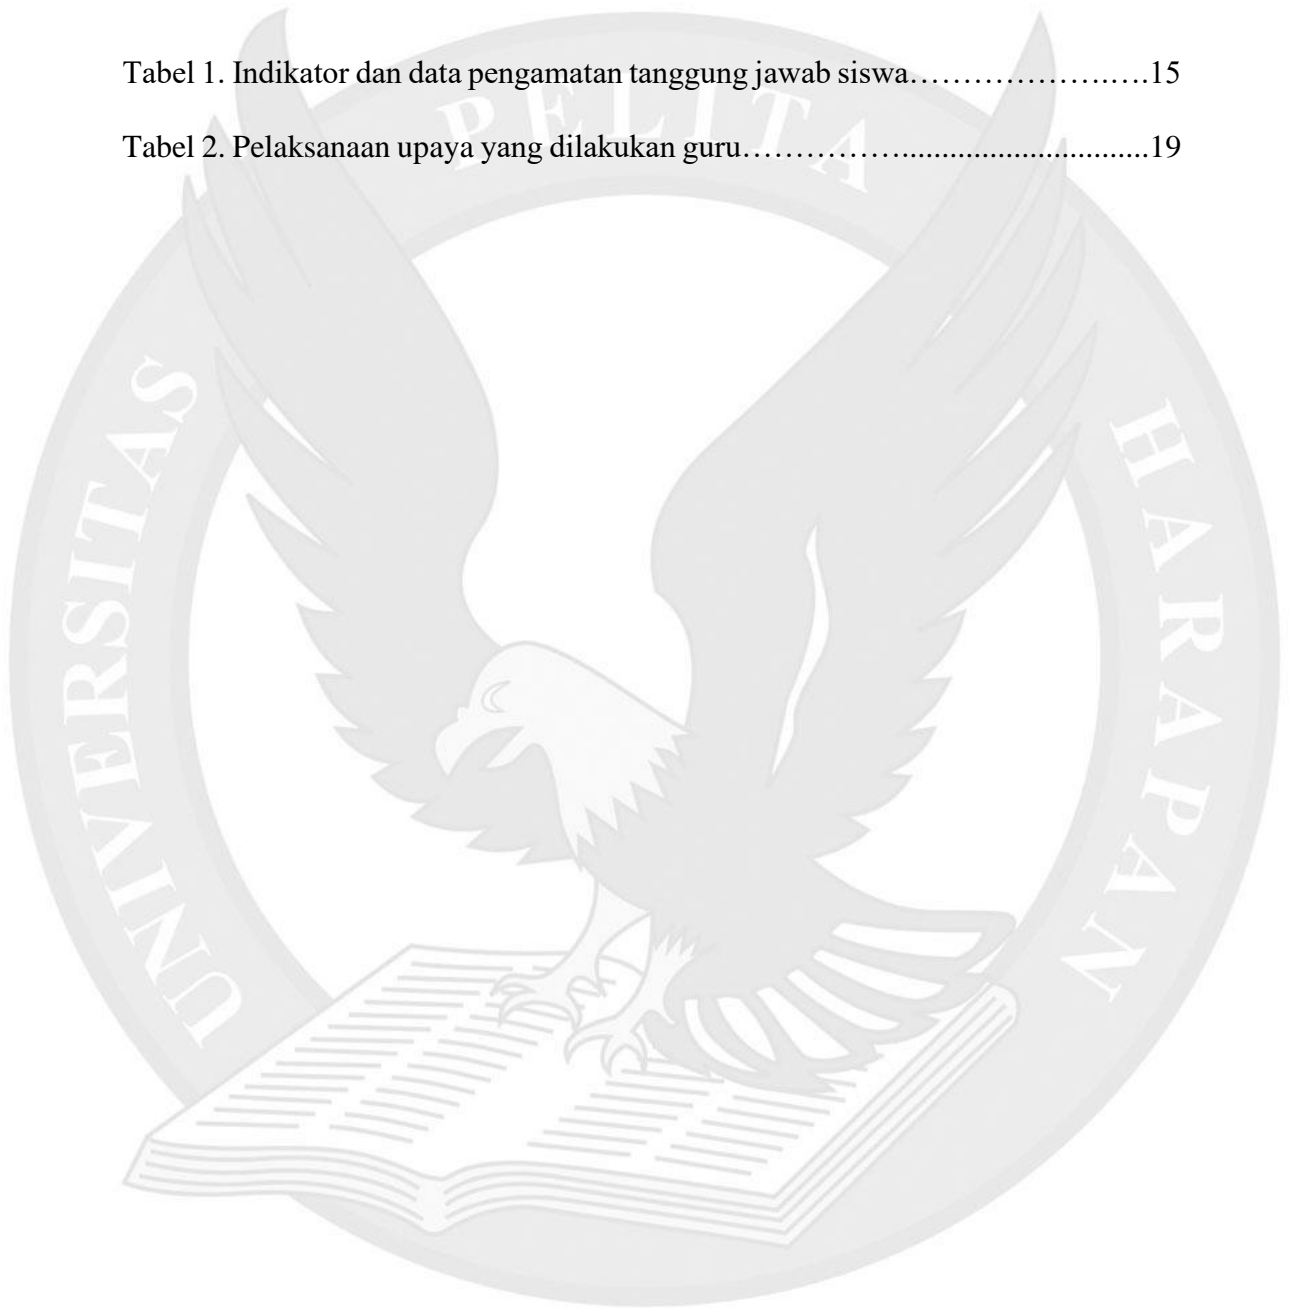 Tabel 1. Indikator dan data pengamatan tanggung jawab siswa……………………15
Tabel 2. Pelaksanaan upaya yang dilakukan guru……………...............................19
UNIVERSITAS PELITA HARAPAN